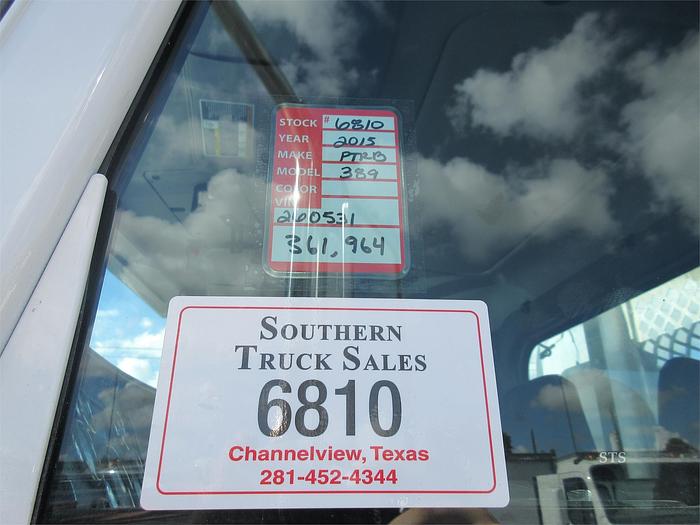 STOCK # 6810
YEAR 2015
MAKE PTRB
MODEL 389
COLOR
VIN
260531
361,964
SOUTHERN
TRUCK SALES
6810
Channelview, Texas
281-452-4344
STS